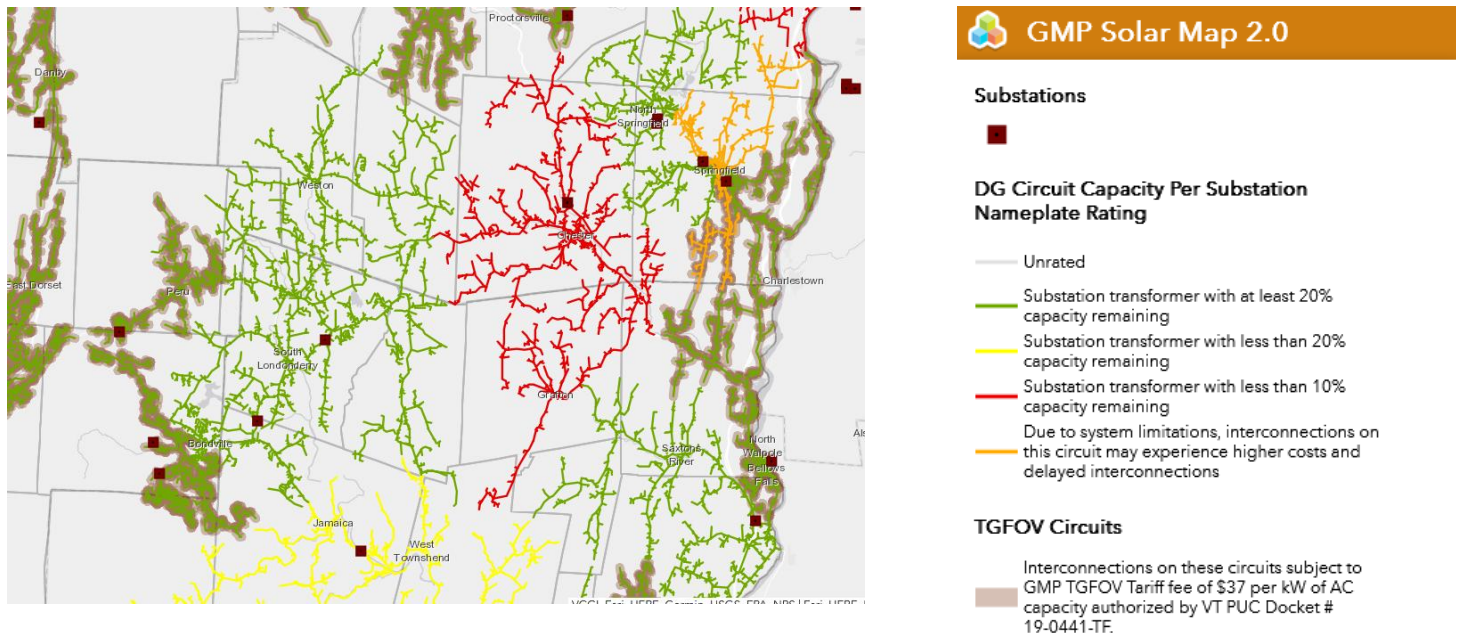 Proctorsville
Danby
North
Springfield
Springfield
Weston
Chester
East Dorset
Peru
Charlestown
South
Londonderry
Grafton
Bondville
Saxtons
River
North
Walpole
Bellows
Falls
Jamaica
West
Townshend
GMP Solar Map 2.0
Substations
DG Circuit Capacity Per Substation
Nameplate Rating
Unrated
Substation transformer with at least 20%
capacity remaining
Substation transformer with less than 20%
capacity remaining
Substation transformer with less than 10%
capacity remaining
Due to system limitations, interconnections on
this circuit may experience higher costs and
delayed interconnections
TGFOV Circuits
Interconnections on these circuits subject to
GMP TGFOV Tariff fee of $37 per kW of AC
capacity authorized by VT PUC Docket #
19-0441-TF.